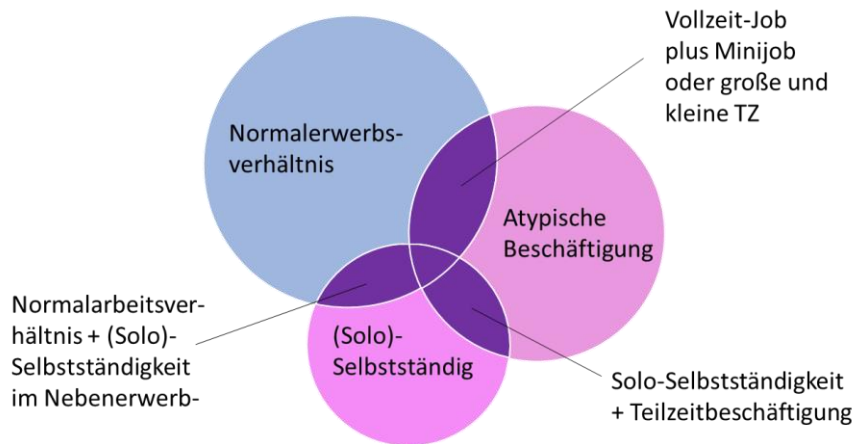 Vollzeit-Job
plus Minijob
oder große und
kleine TZ
Normalerwerbs-
verhältnis
Atypische
Beschäftigung
Normalarbeitsver-
hältnis + (Solo)-
Selbstständigkeit
im Nebenerwerb-
(Solo)-
Selbstständig
Solo-Selbstständigkeit
+ Teilzeitbeschäftigung